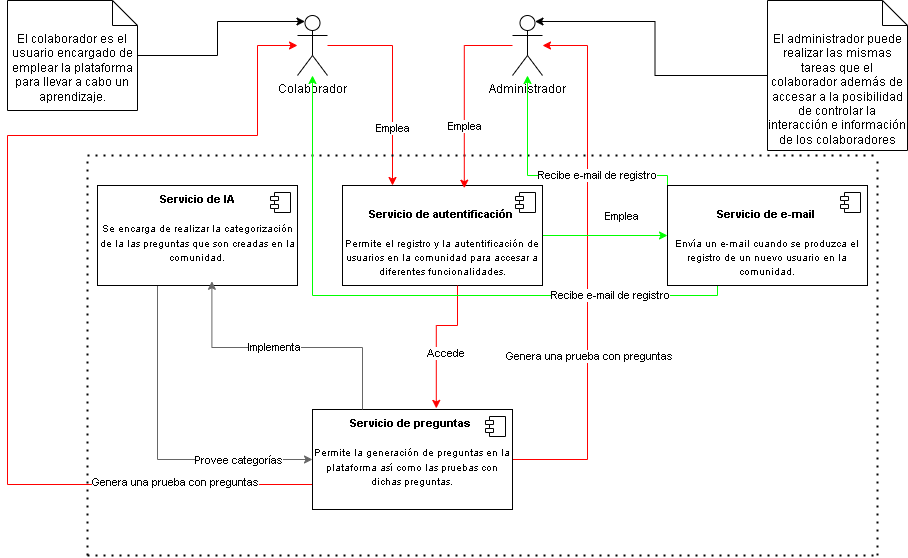 El colaborador es el
usuario encargado de
emplear la plataforma
para llevar a cabo un
aprendizaje.
Colaborador
Administrador
El administrador puede
realizar las mismas
tareas que el
colaborador además de
accesar a la posibilidad
de controlar la
interacción e información
de los colaboradores
Emplea
Emplea
Recibe e-mail de registro
Servicio de IA
Se encarga de realizar la categorización
de la las preguntas que son creadas en la
comunidad.
Servicio de autentificación
Permite el registro y la autentificación de
usuarios en la comunidad para accesar a
diferentes funcionalidades.
Emplea
Servicio de e-mail
Envía un e-mail cuando se produzca el
registro de un nuevo usuario en la
comunidad.
Recibe e-mail de registro
Implementa
Accede
Genera una prueba con preguntas
Servicio de preguntas
Permite la generación de preguntas en la
plataforma así como las pruebas con
dichas preguntas.
Provee categorías
Genera una prueba con preguntas